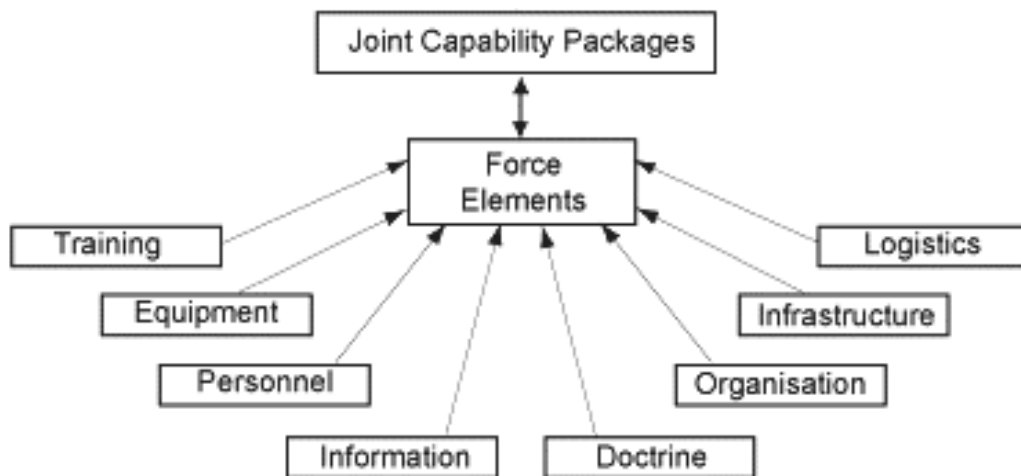 Joint Capability Packages
Force
Elements
Training
Logistics
Equipment
Infrastructure
Personnel
Organisation
Information
Doctrine